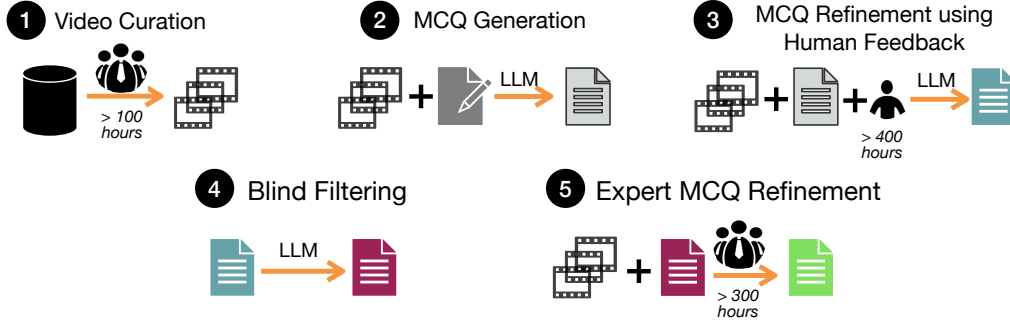 1 Video Curation
> 100
hours
2 MCQ Generation
LLM
3 MCQ Refinement using
Human Feedback
LLM
> 400
hours
4 Blind Filtering
LLM
5 Expert MCQ Refinement
> 300
hours